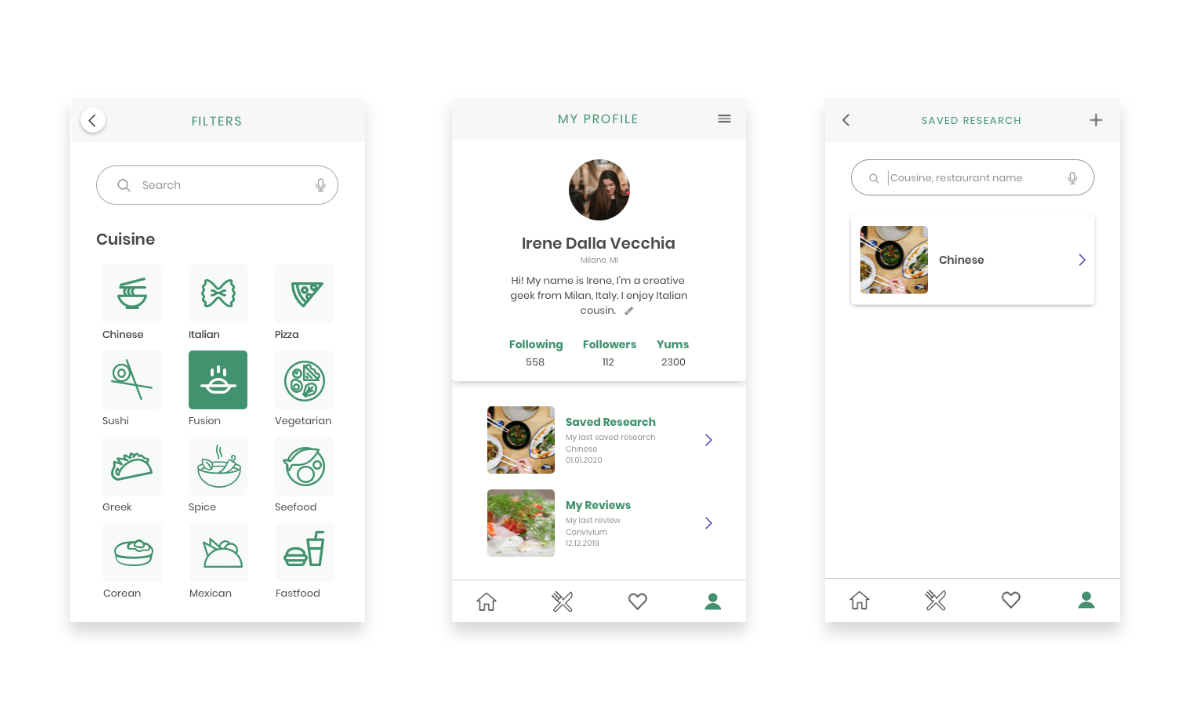 FILTERS
Search
Cuisine
Chinese
Italian
Pizza
Sushi
Fusion
Vegetarian
Greek
Spice
Seefood
Corean
Mexican
Fastfood
MY PROFILE
Irene Dalla Vecchia
Milano, MI
Hi! My name is Irene, I'm a creative
geek from Milan, Italy. I enjoy Italian
cousin.
Following
Followers
Yums
558
112
2300
Saved Research
My last saved research
Chinese
01.01.2020
My Reviews
My last review
Convivium
12.12.2019
SAVED RESEARCH
Cousine, restaurant name
Chinese